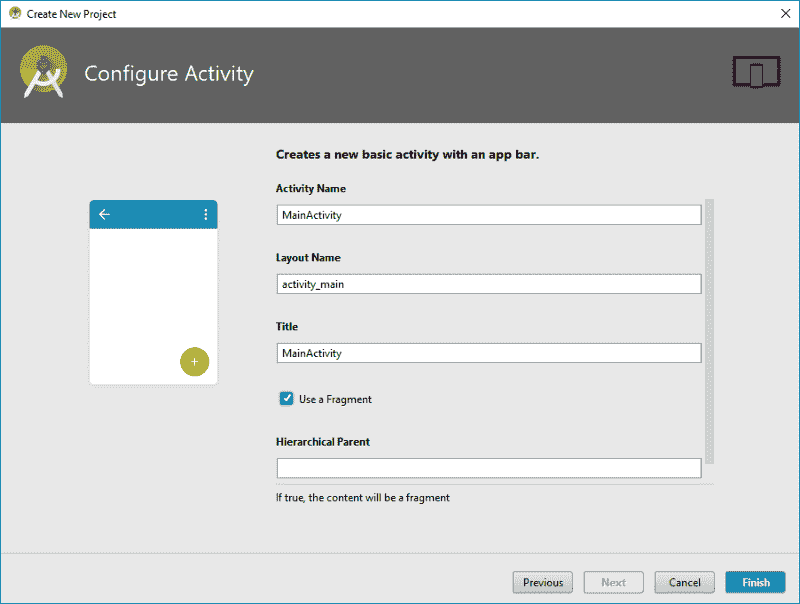 Create New Project
Configure Activity
Creates a new basic activity with an app bar.
Activity Name
MainActivity
Layout Name
activity_main
Title
MainActivity
Use a Fragment
Hierarchical Parent
If true, the content will be a fragment
Previous
Next
Cancel
Finish